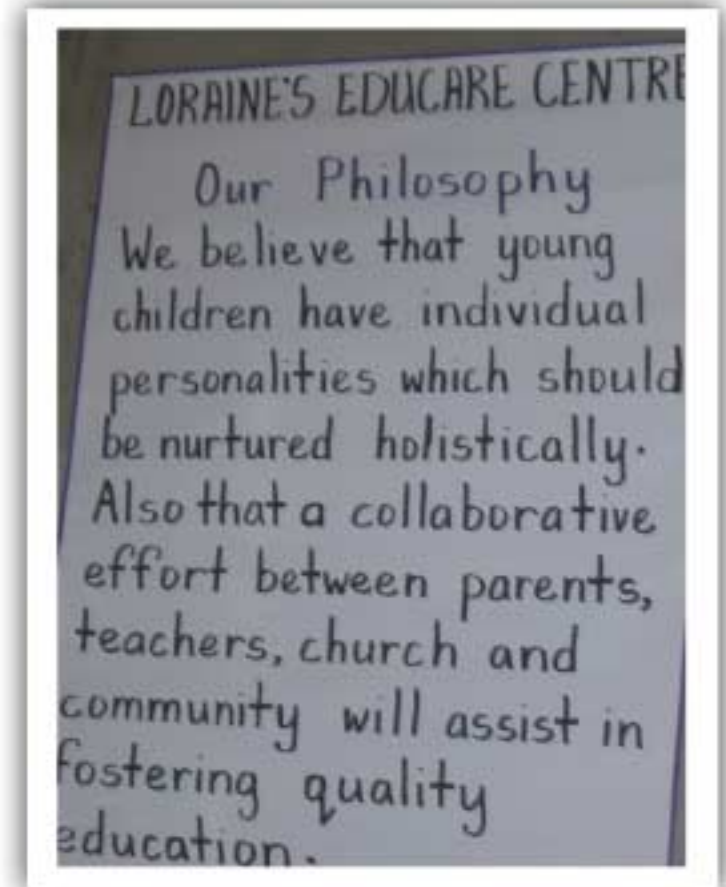 LORAINE'S EDUCARE CENTRE
Our Philosophy
We believe that young
children have individual
personalities which should
be nurtured holistically.
Also that a collaborative
effort between parents,
teachers, church and
community will assist in
fostering quality
education.